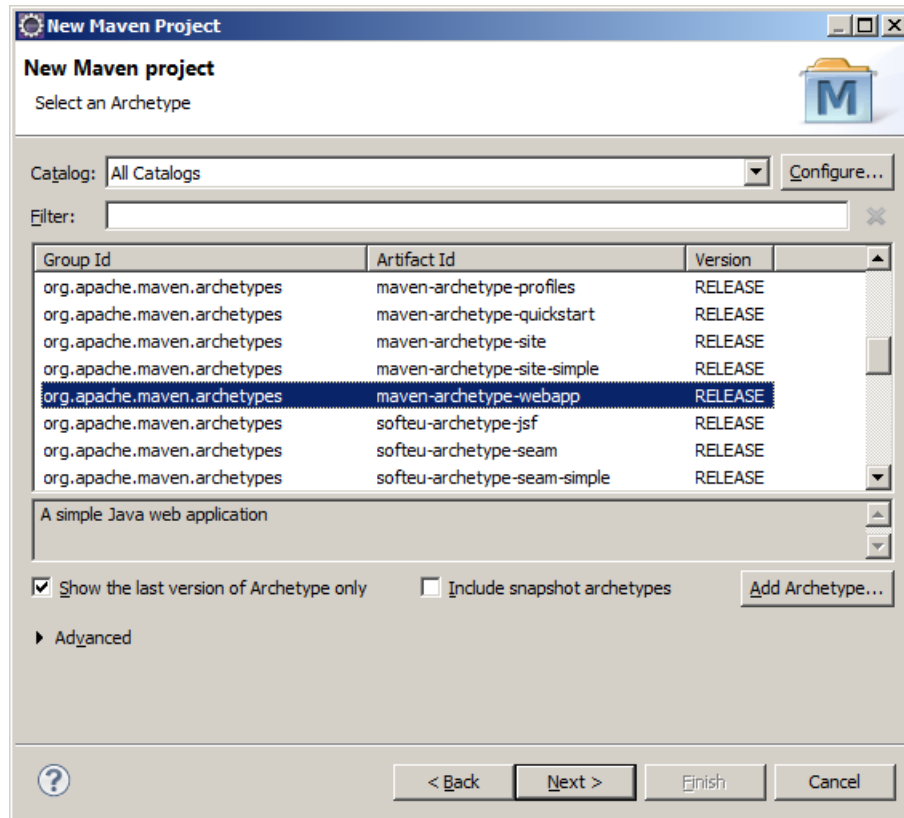 New Maven Project
New Maven project
Select an Archetype
M
Catalog: All Catalogs Configure...
Filter:
Group Id Artifact Id Version
org.apache.maven.archetypes maven-archetype-profiles RELEASE
org.apache.maven.archetypes maven-archetype-quickstart RELEASE
org.apache.maven.archetypes maven-archetype-site RELEASE
org.apache.maven.archetypes maven-archetype-site-simple RELEASE
org.apache.maven.archetypes maven-archetype-webapp RELEASE
org.apache.maven.archetypes softeu-archetype-jsf RELEASE
org.apache.maven.archetypes softeu-archetype-seam RELEASE
org.apache.maven.archetypes softeu-archetype-seam-simple RELEASE
A simple Java web application
Show the last version of Archetype only Include snapshot archetypes Add Archetype...
Advanced
? < Back Next > Finish Cancel